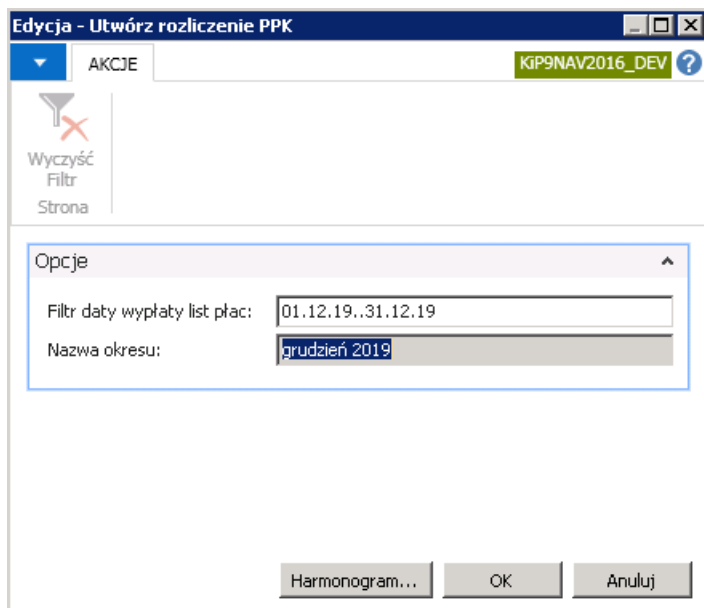 Edycja - Utwórz rozliczenie PPK
AKCJE
KiP9NAV2016_DEV
?
Wyczyść
Filtr
Strona
Opcje
Filtr daty wypłaty list płac: 01.12.19..31.12.19
Nazwa okresu: grudzień 2019
Harmonogram... OK Anuluj